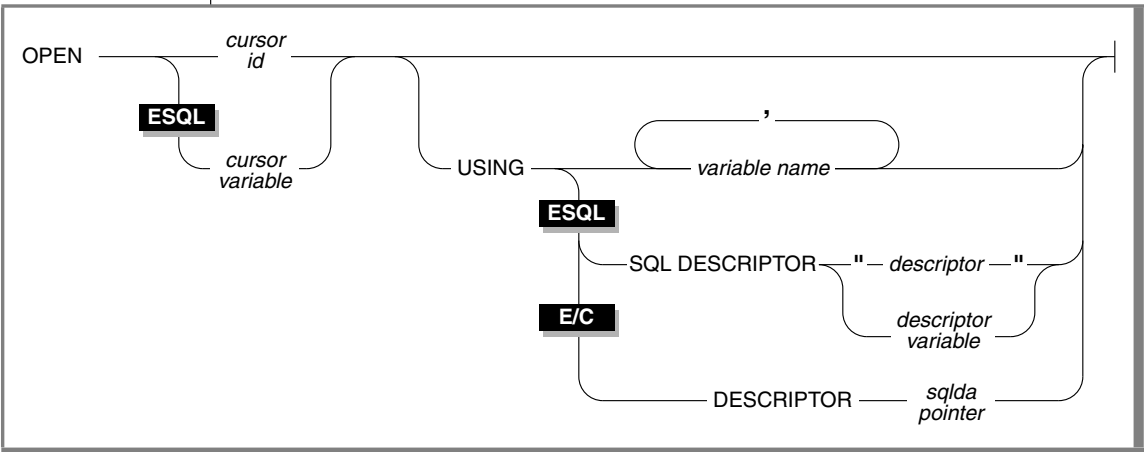 OPEN
cursor
id
ESQL
cursor
variable
USING
,
variable name
ESQL
SQL DESCRIPTOR " descriptor "
E/C
descriptor
variable
DESCRIPTOR
sqlda
pointer